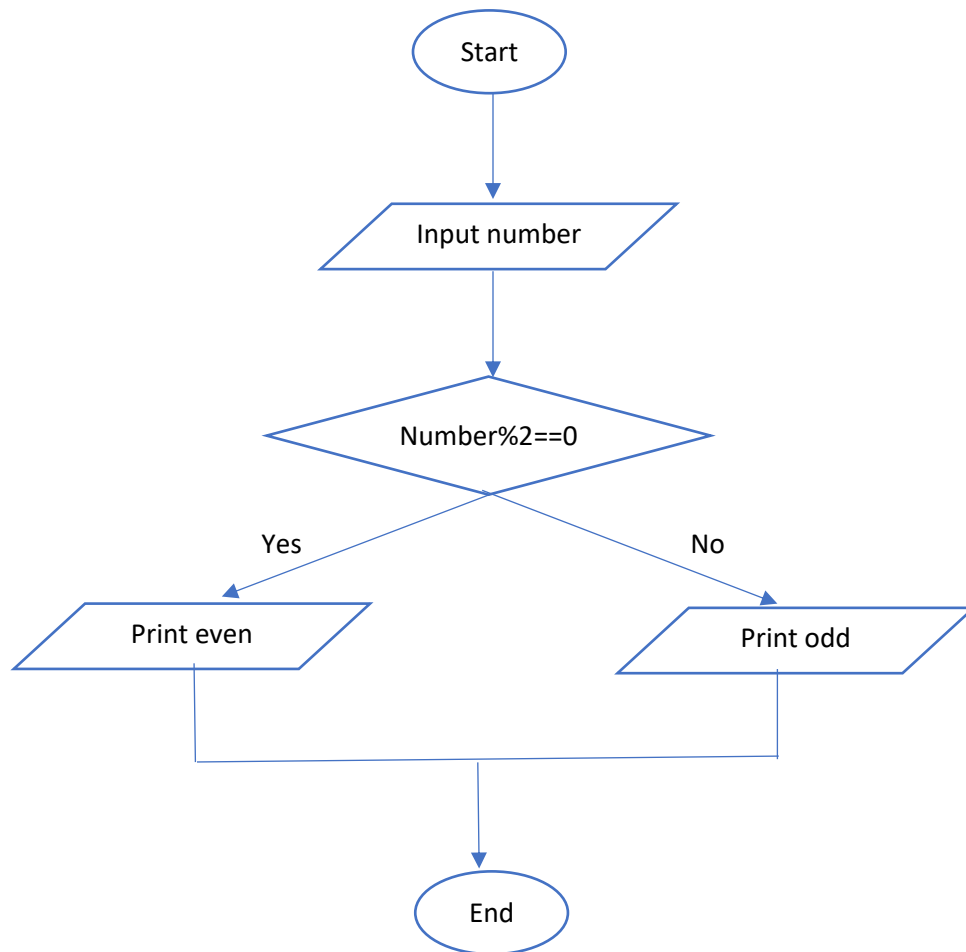 Start
Input number
Number%2==0
Yes
No
Print even
Print odd
End